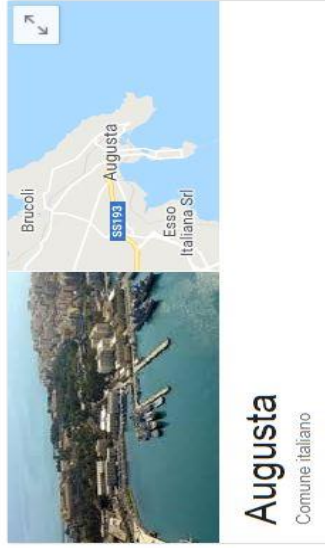 Brucoli
Augusta
SS193
Esso
Italiana Srl
Augusta
Comune italiano